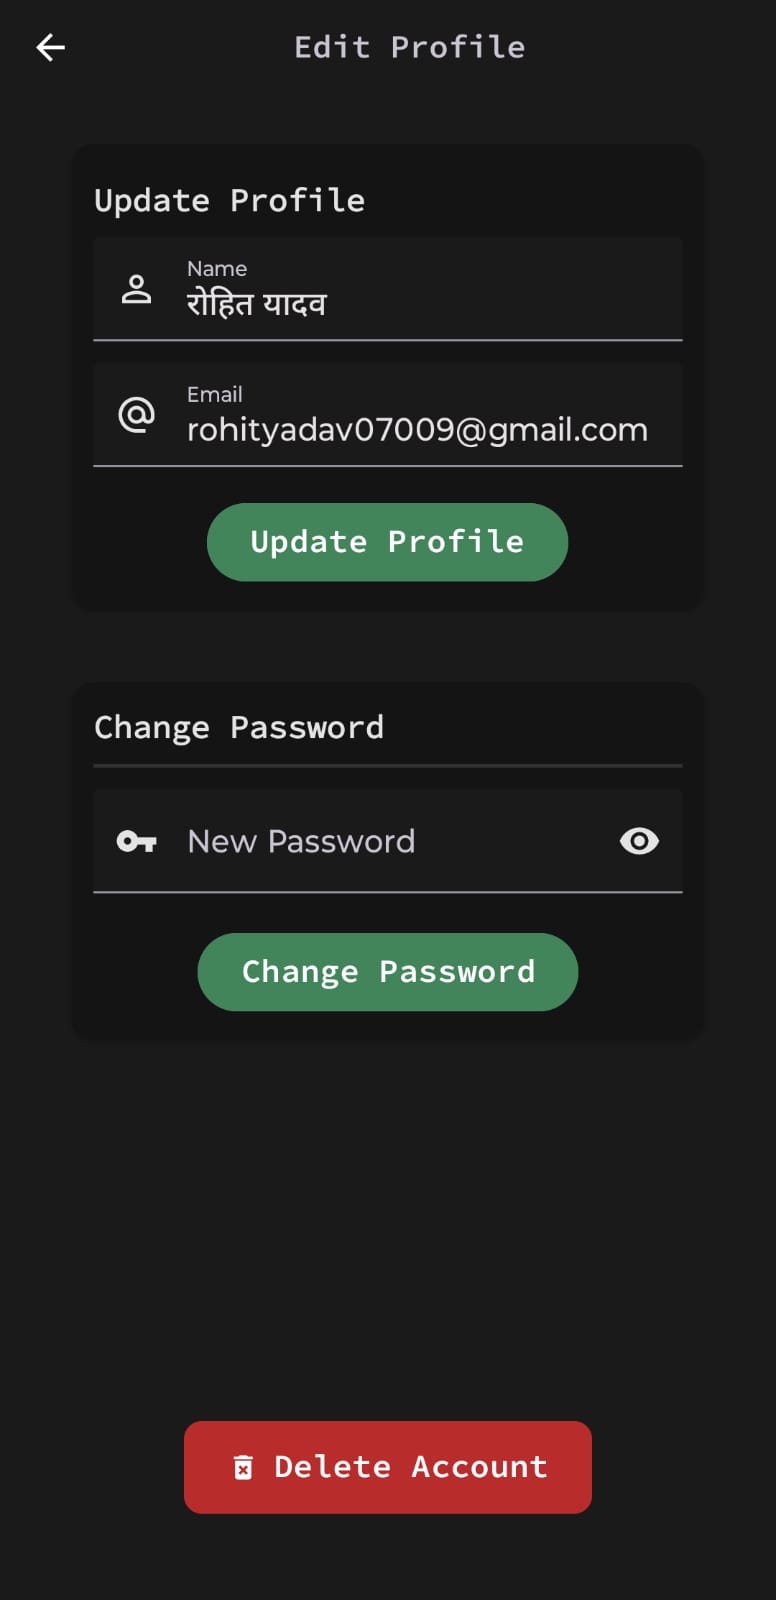 Edit Profile
Update Profile
Name
रोहित यादव
Email
rohityadav07009@gmail.com
Update Profile
Change Password
New Password
Change Password
Delete Account